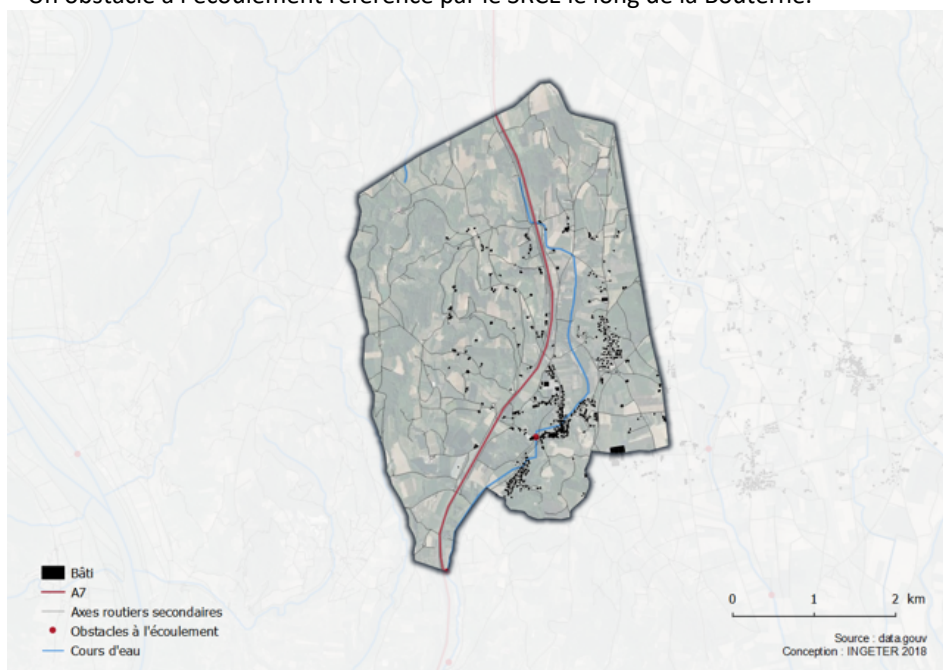 Un obstacle à l'écoulement référencé par le SRCE le long de la Bouterne.
Bâti
A7
Axes routiers secondaires
Obstacles à l'écoulement
Cours d'eau
0 1 2 km
Source : data.gouv
Conception : INGETER 2018